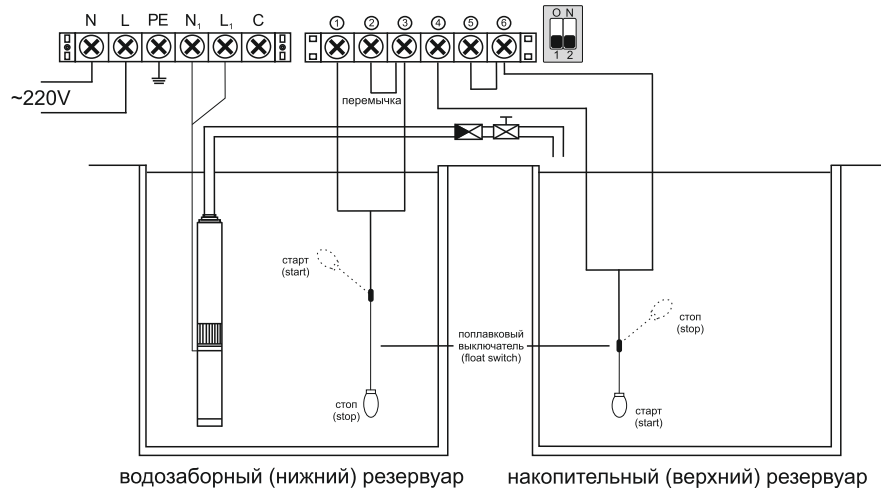 N L PE N₁ L₁ C
① ② ③ ④ ⑤ ⑥
ON
1 2
~220V
перемычка
старт
(start)
стоп
(stop)
поплавковый
выключатель
(float switch)
стоп
(stop)
старт
(start)
водозаборный (нижний) резервуар
накопительный (верхний) резервуар